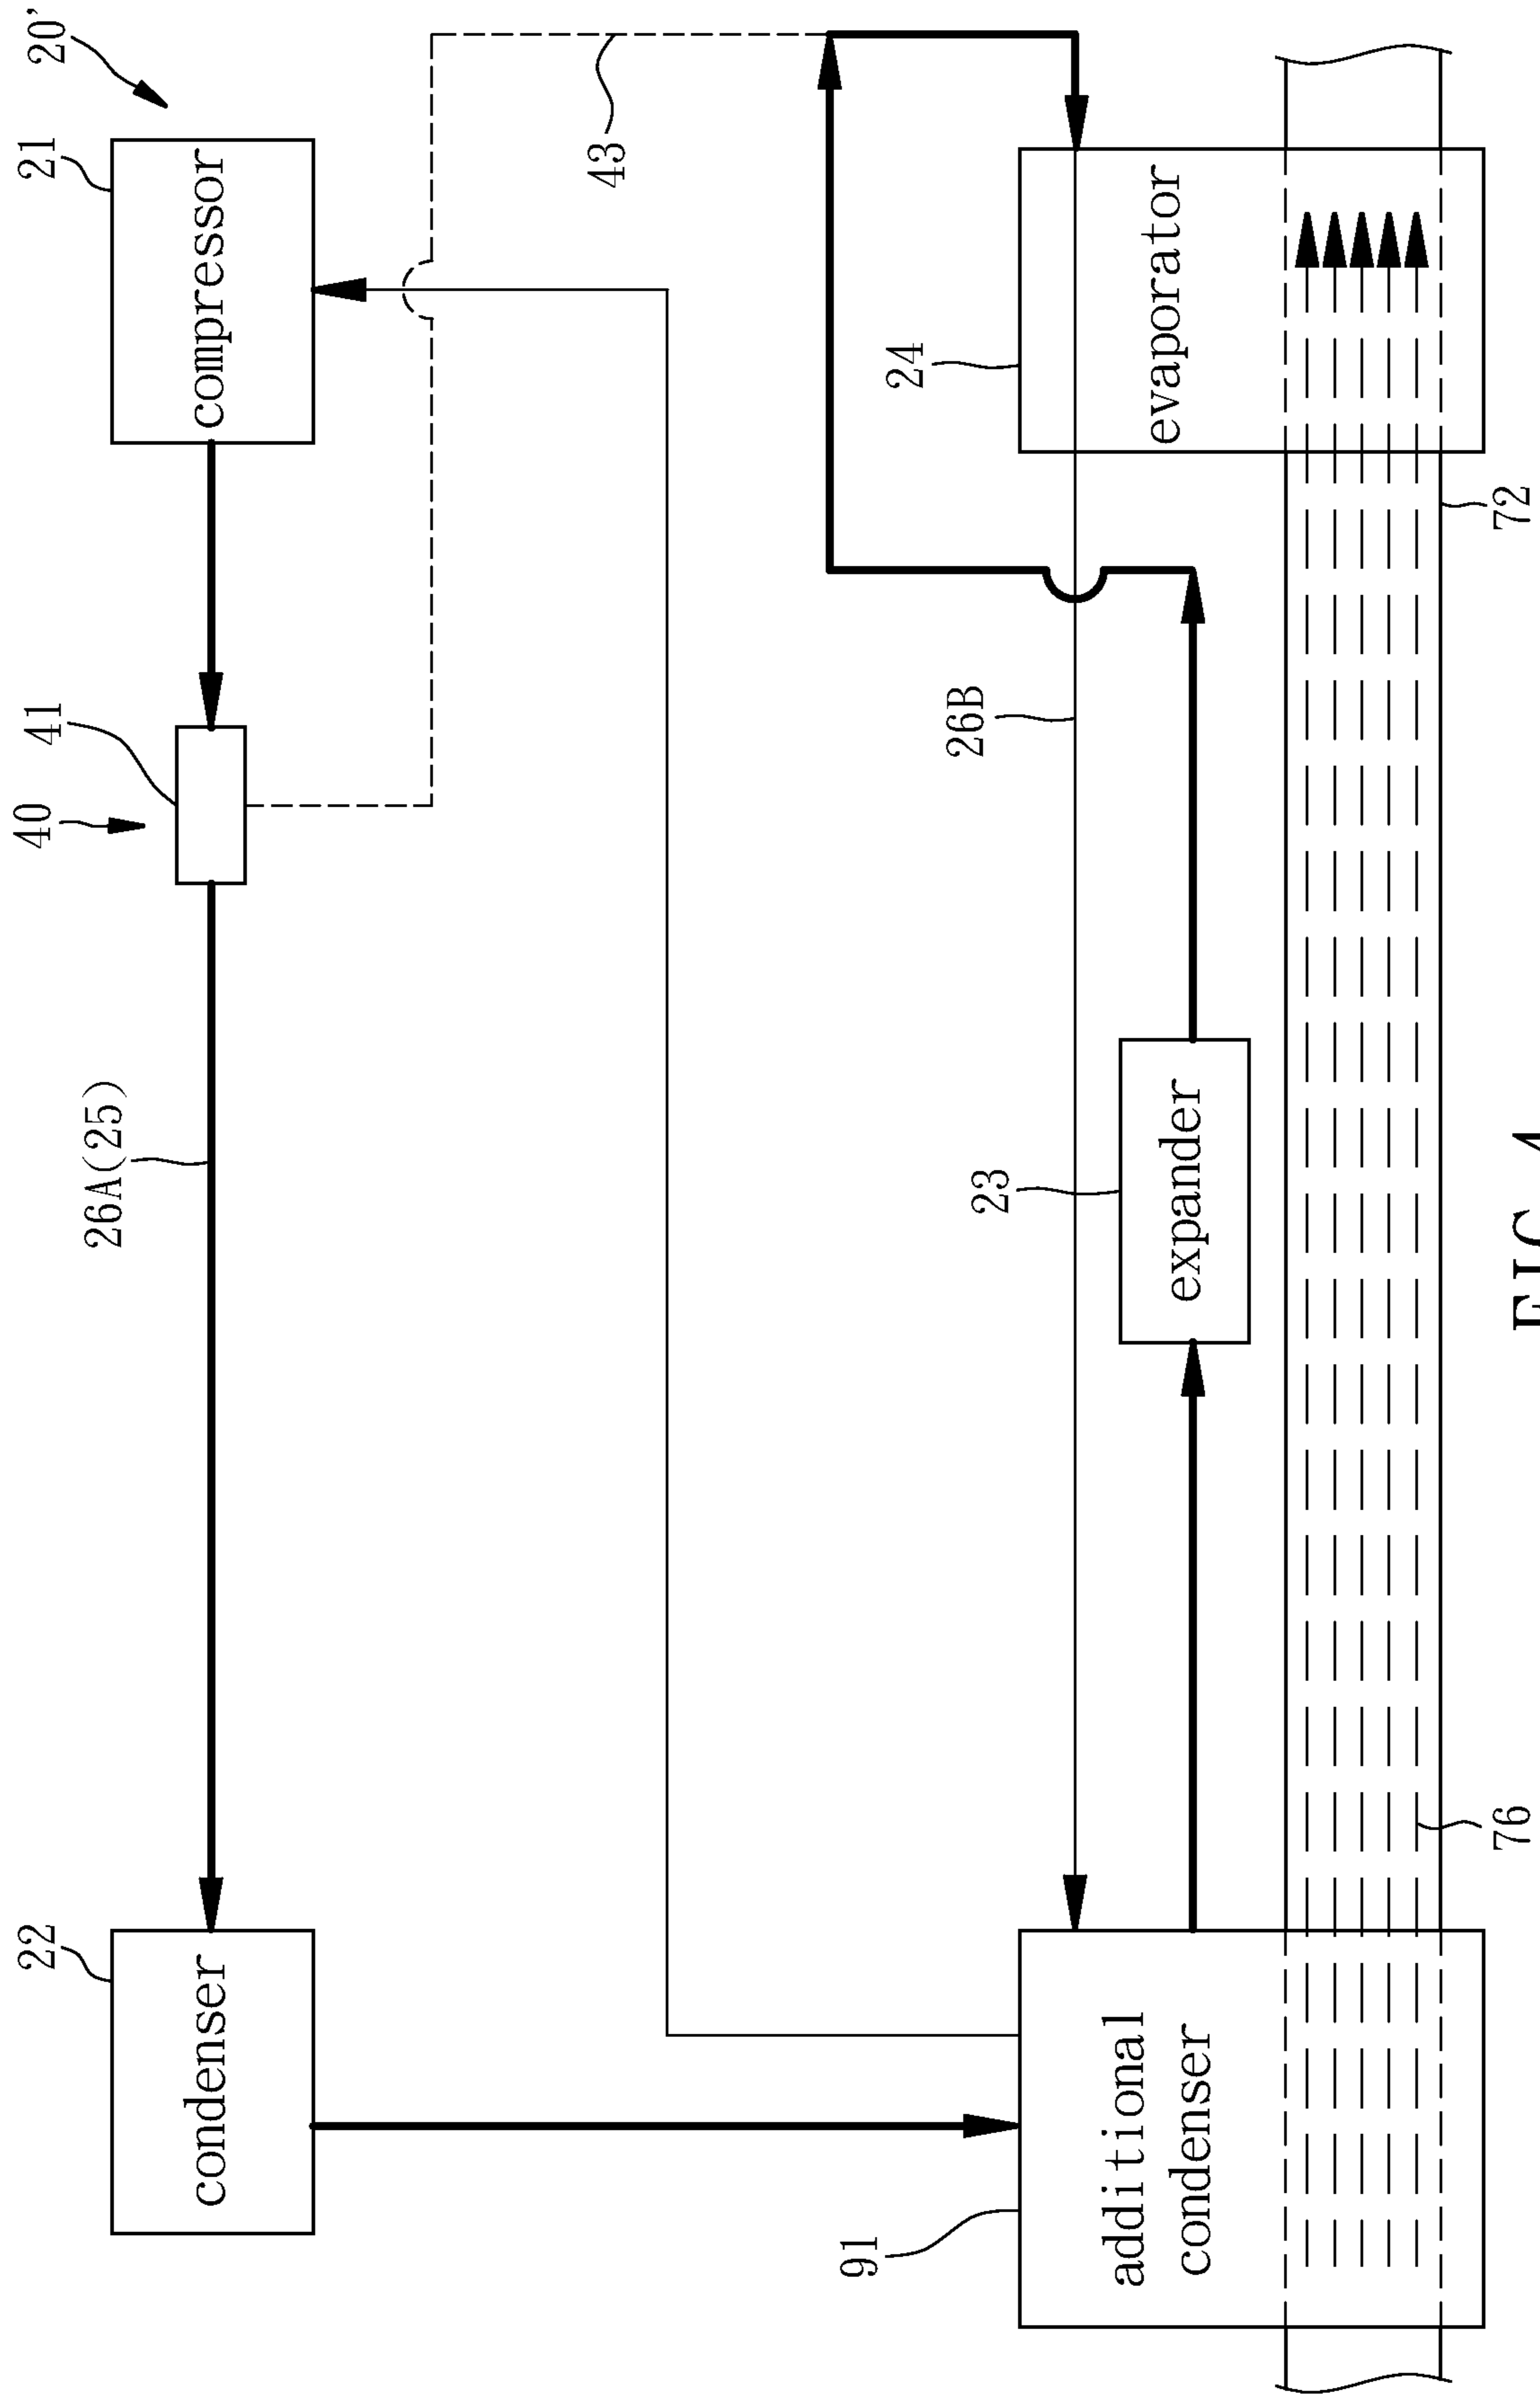 20'
21
compressor
43
41
40
24
evaporator
72
26B
26A(25)
23
expander
22
condenser
76
91
additional
condenser